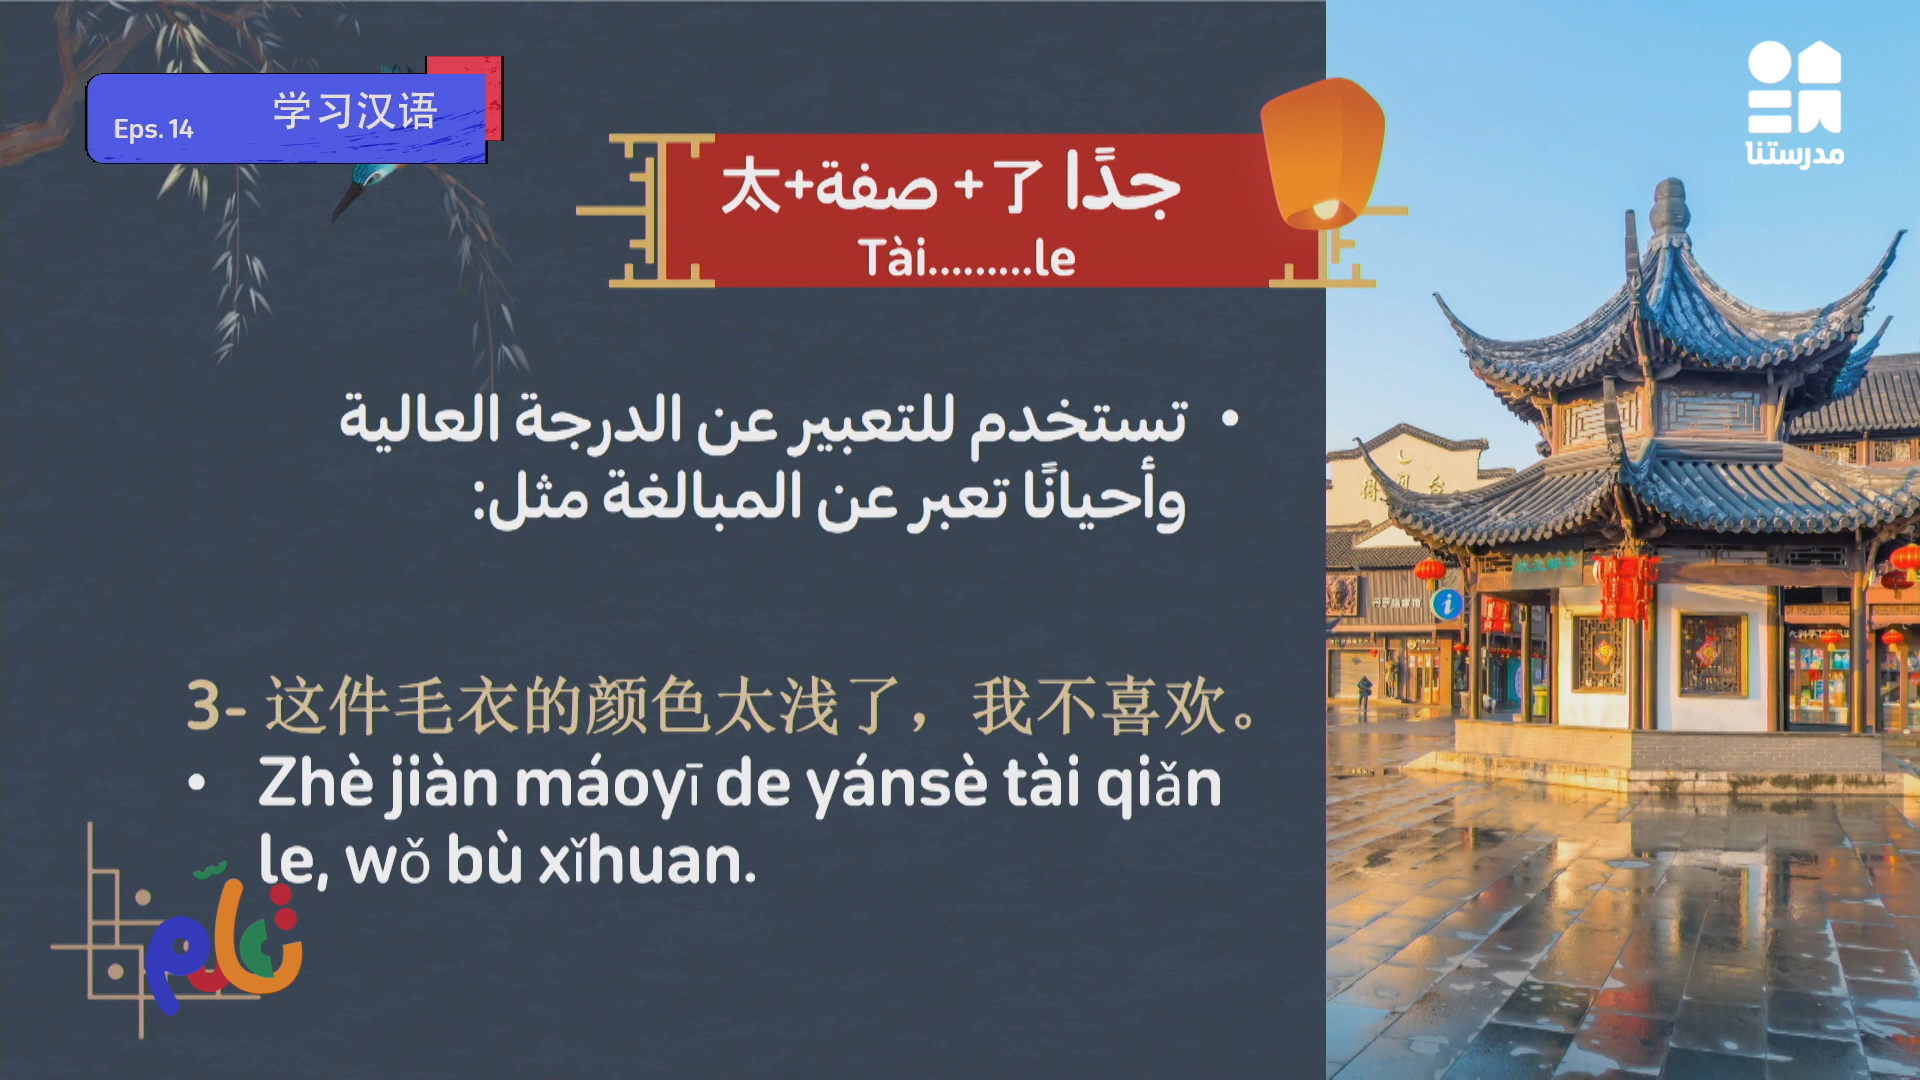 学习汉语
Eps. 14
مدرستنا
太+صفة+ 了 جدًا
Tài.........le
• تستخدم للتعبير عن الدرجة العالية
وأحيانًا تعبر عن المبالغة مثل:
3- 这件毛衣的颜色太浅了，我不喜欢。
• Zhè jiàn máoyī de yánsè tài qiǎn
le, wǒ bù xǐhuan.